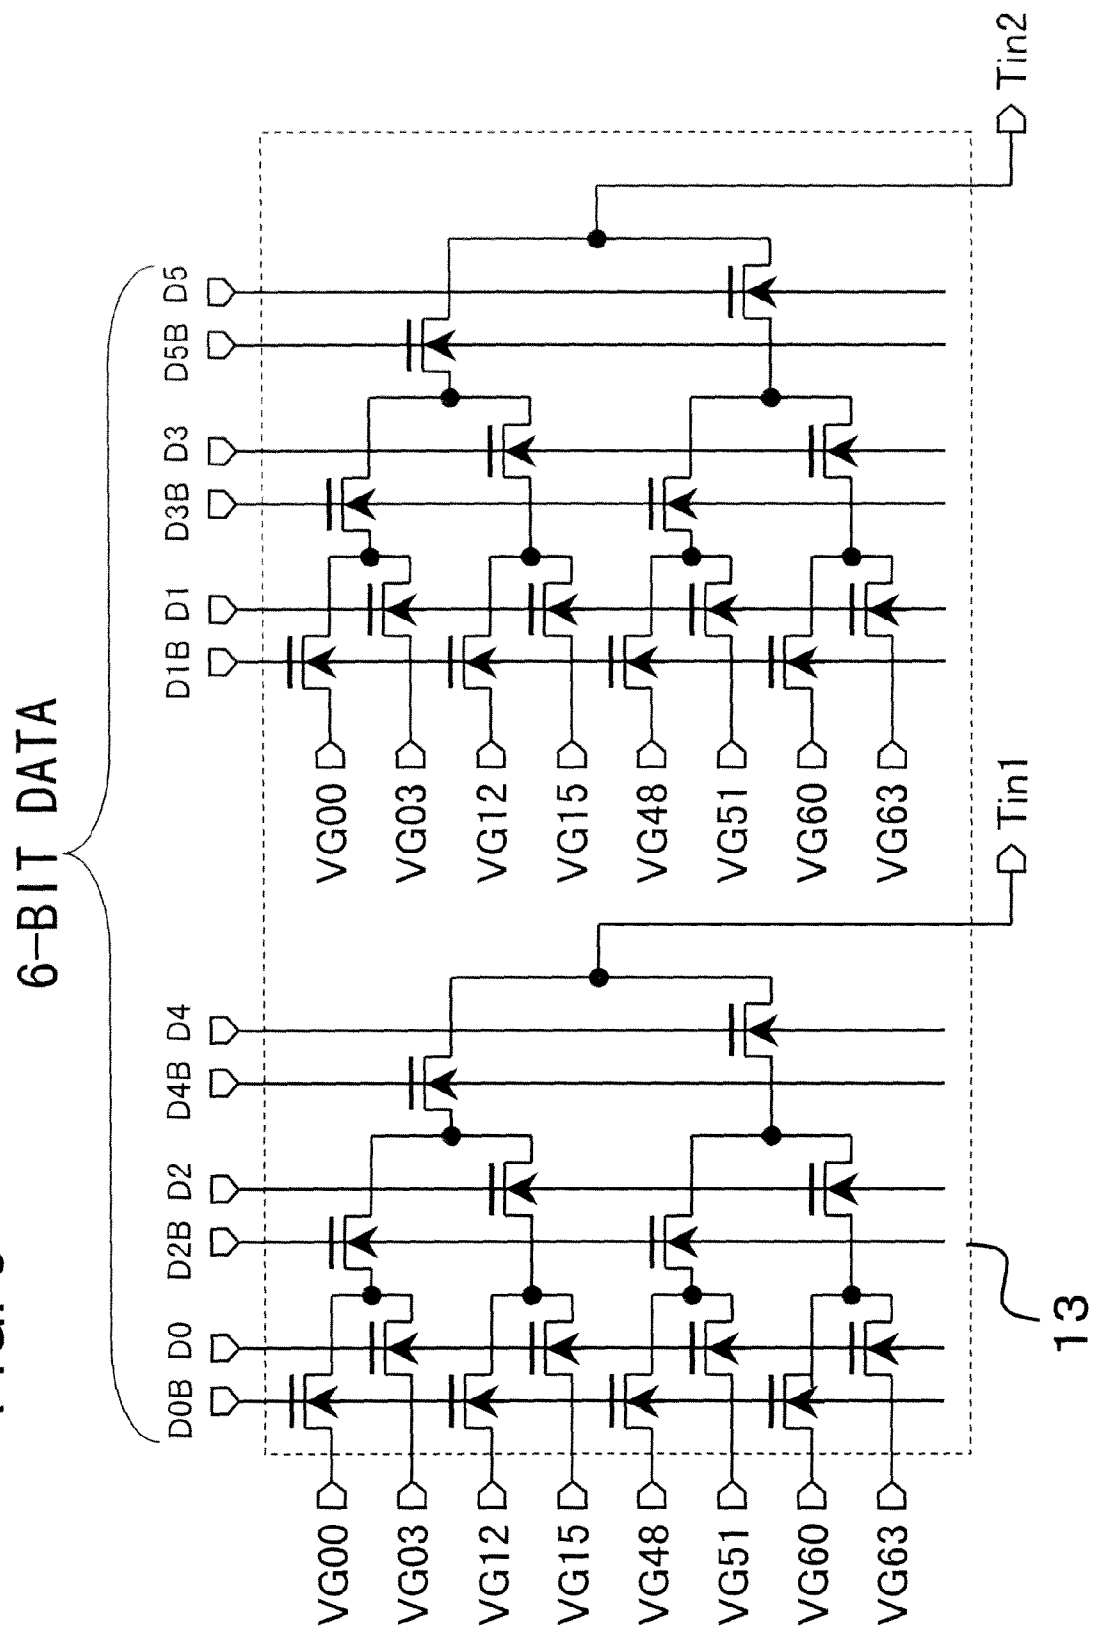 6-BIT DATA
D0B
D0
D2B
D2
D4B
D4
D1B
D1
D3B
D3
D5B
D5
VG00
VG03
VG12
VG15
VG48
VG51
VG60
VG63
VG00
VG03
VG12
VG15
VG48
VG51
VG60
VG63
Tin1
Tin2
13